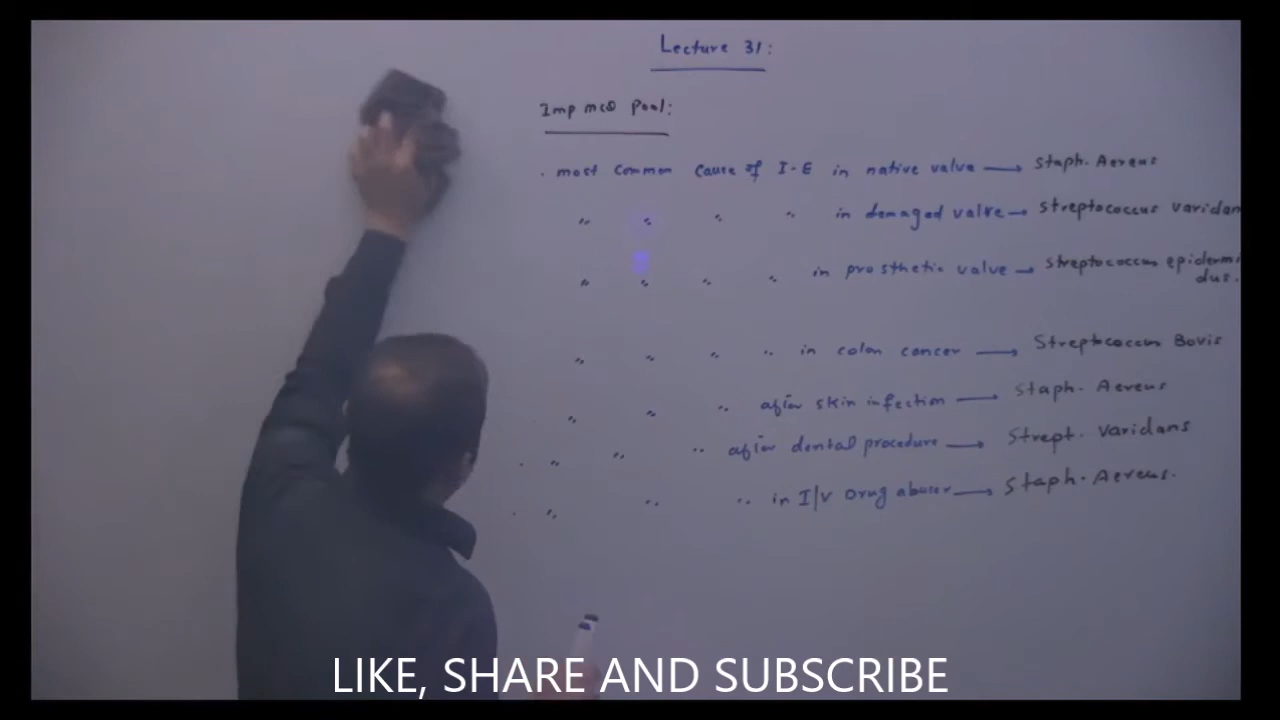 Lecture 31:
Imp mcQ Pool:
. most common cause of I-E in native valve → Staph. Aereus
" " " " in demaged valve → Streptococcus varidan
" " " " in prosthetic valve → Streptococcus epidermi
dus.
" " " " in colon cancer → Streptococcus Bovis
" " " after skin infection → Staph. Aereus
. " " " after dental procedure → Strept. varidans
. " " " in I/V Drug abuser → Staph. Aereus.
LIKE, SHARE AND SUBSCRIBE